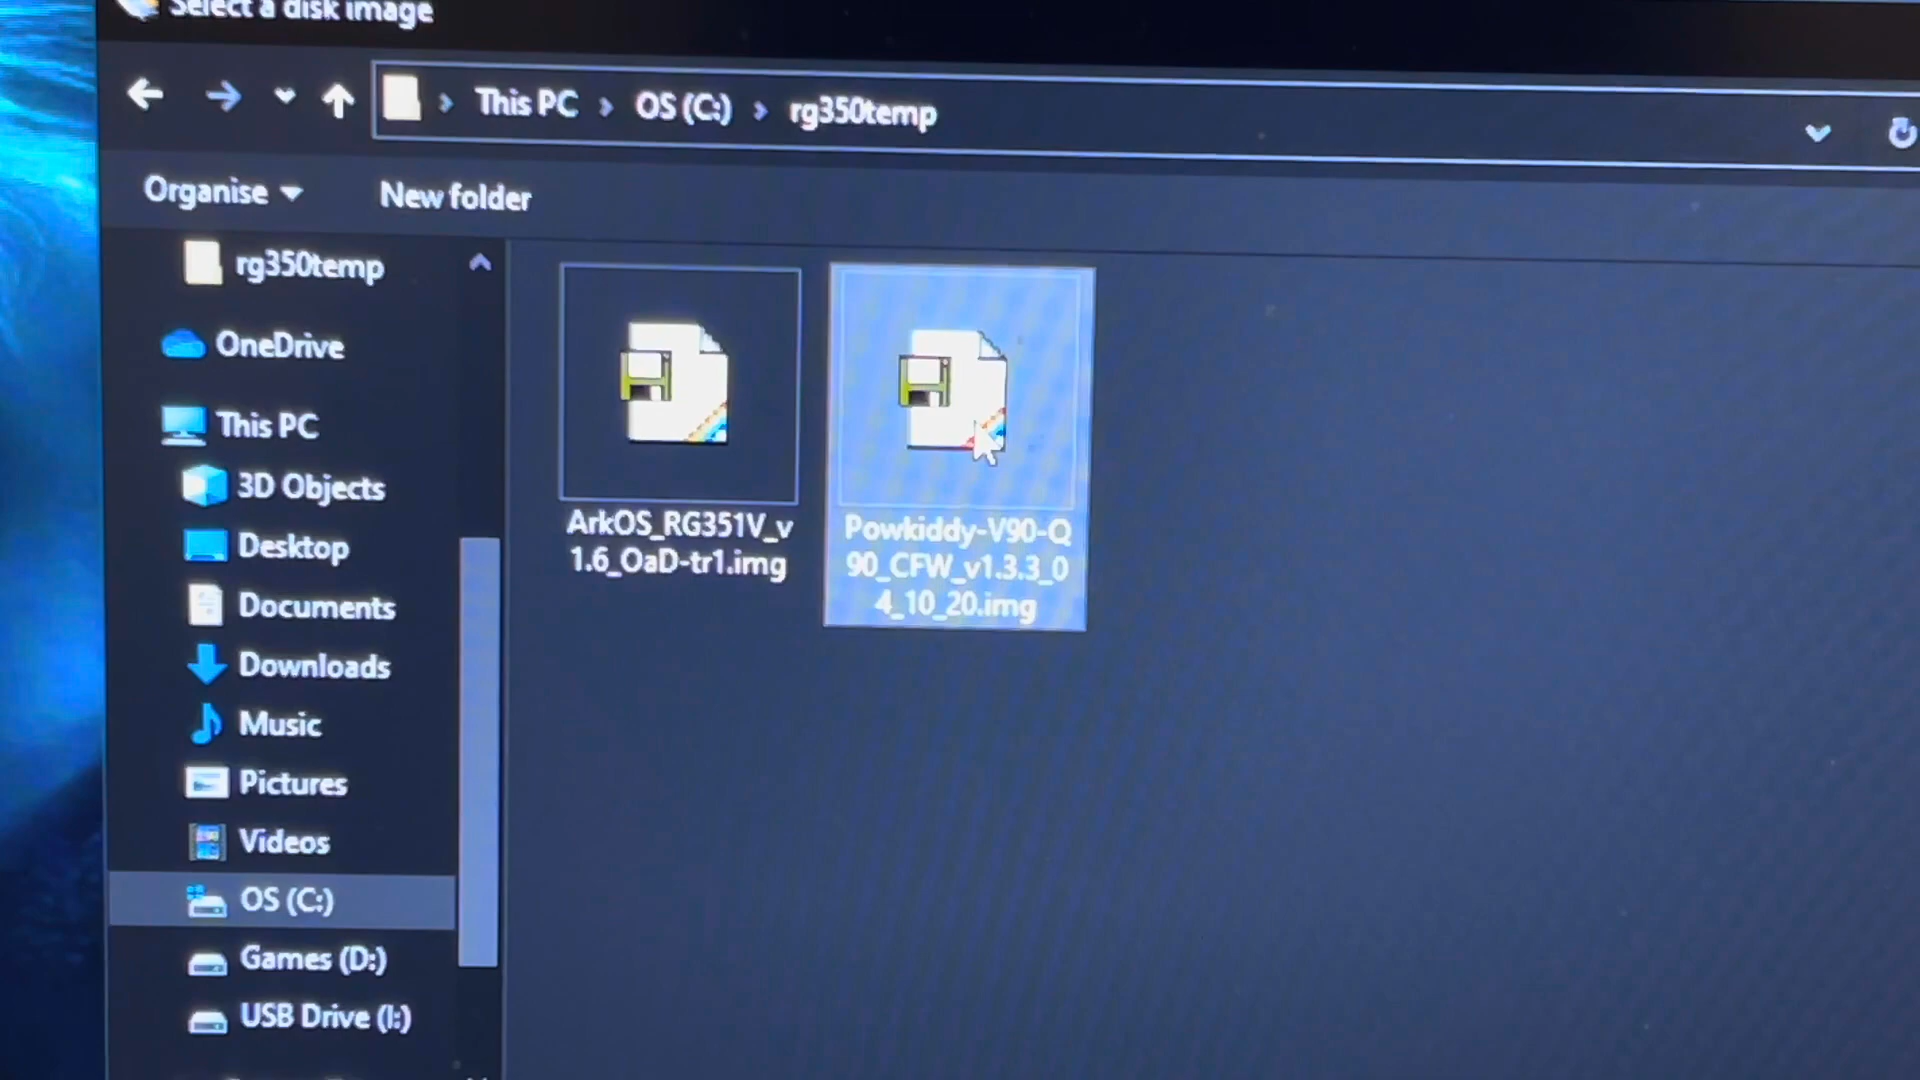 Select a disk image
This PC > OS (C:) > rg350temp
Organise
New folder
rg350temp
OneDrive
This PC
3D Objects
Desktop
Documents
Downloads
Music
Pictures
Videos
OS (C:)
Games (D:)
USB Drive (I:)
ArkOS_RG351V_v
1.6_OaD-tr1.img
Powkiddy-V90-Q
90_CFW_v1.3.3_0
4_10_20.img